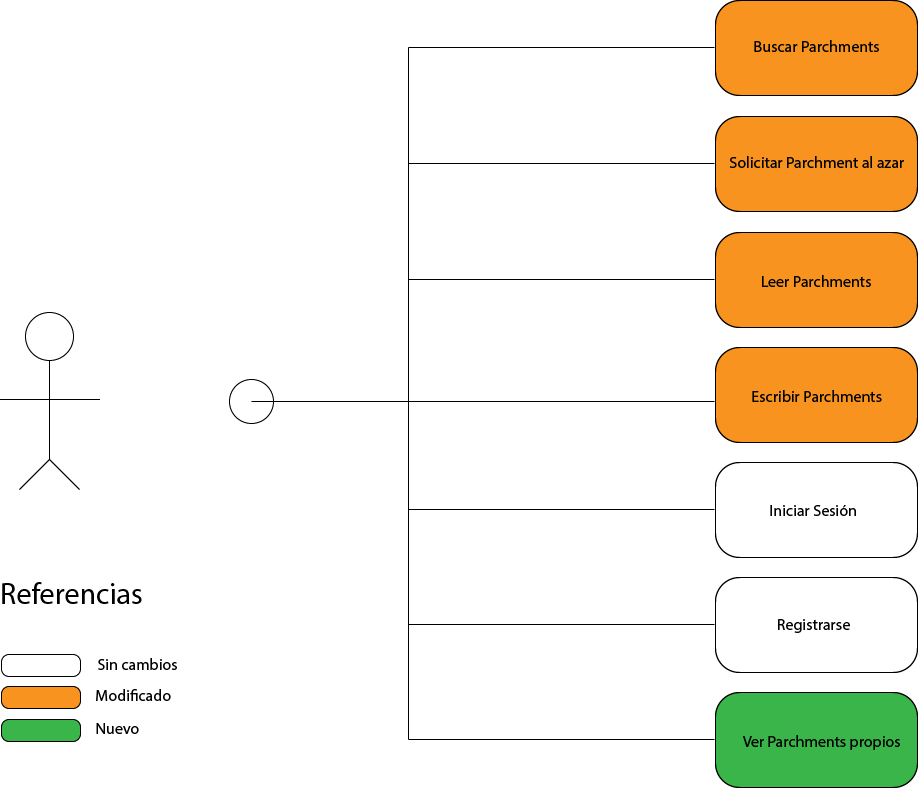 Buscar Parchments
Solicitar Parchment al azar
Leer Parchments
Escribir Parchments
Iniciar Sesión
Registrarse
Ver Parchments propios
Referencias
Sin cambios
Modificado
Nuevo